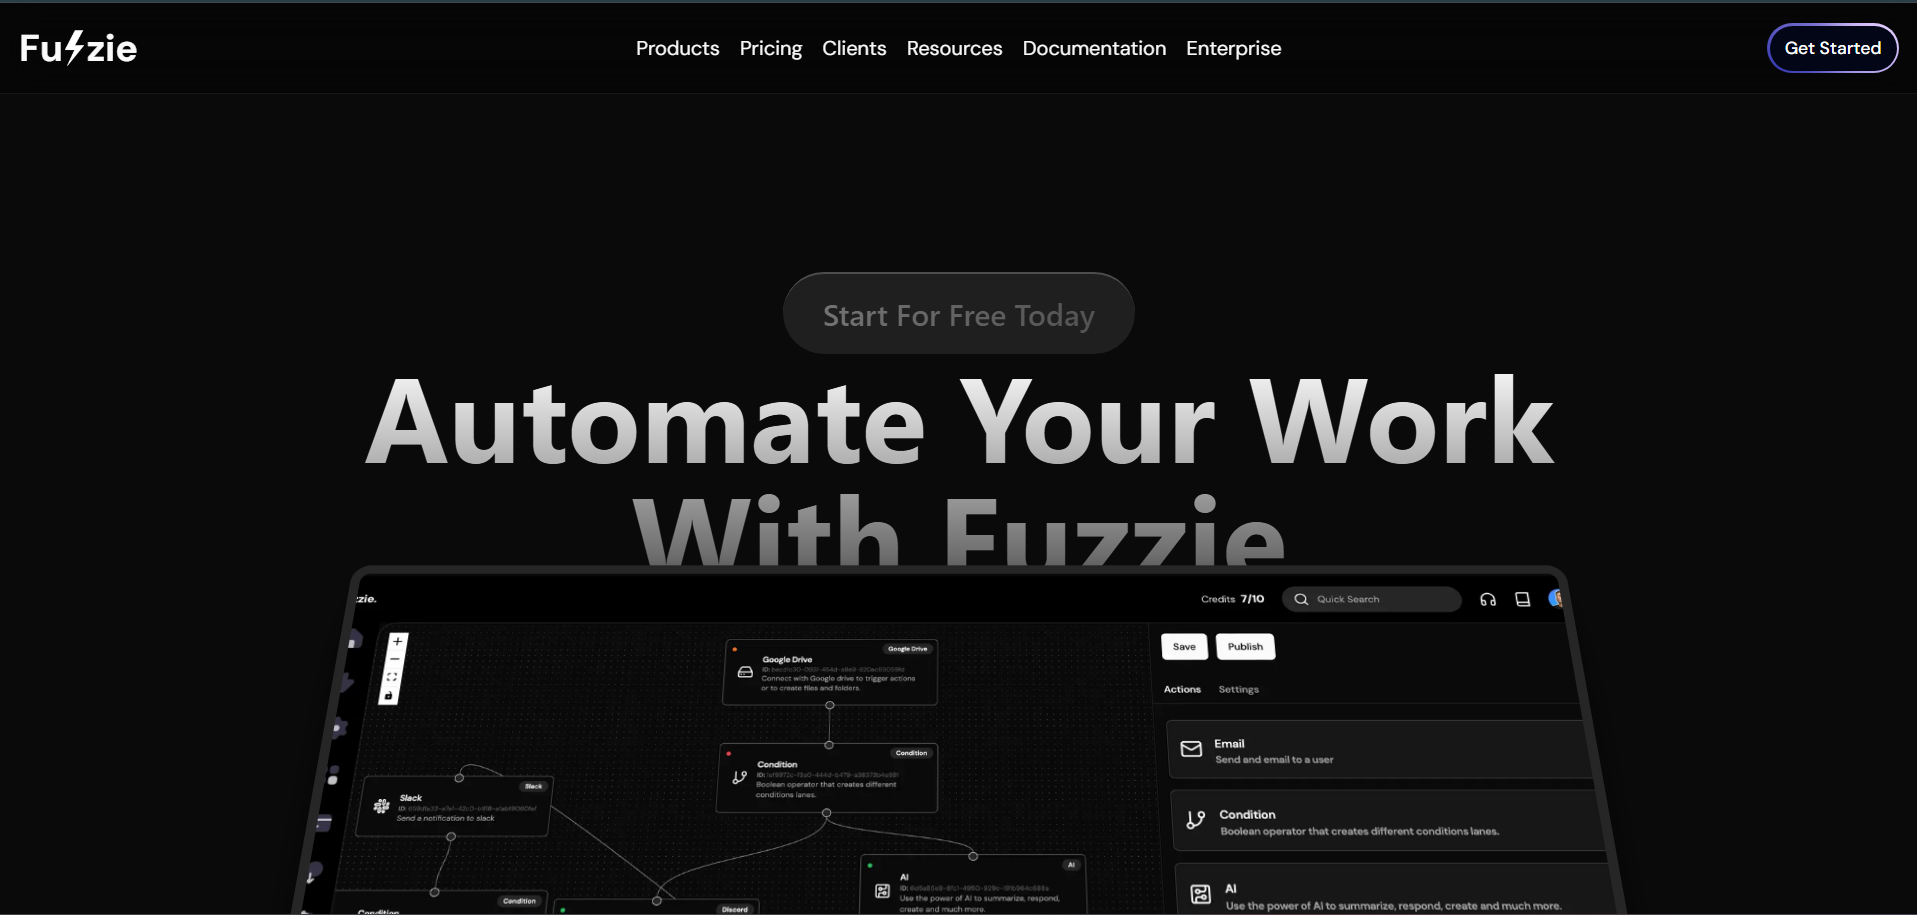 Fuzzie
Products Pricing Clients Resources Documentation Enterprise
Get Started
Start For Free Today
Automate Your Work
With Fuzzie
zie.
Credits 7/10
Quick Search
Save Publish
Actions Settings
Google Drive
Google Drive
ID:
Connect with Google drive to trigger actions
or to create files and folders.
Condition
Condition
ID:
Boolean operator that creates different
conditions lanes.
Slack
Slack
ID:
Send a notification to slack
AI
AI
ID:
Use the power of AI to summarize, respond,
create and much more.
Condition
Condition
Discord
Email
Send and email to a user
Condition
Boolean operator that creates different conditions lanes.
AI
Use the power of AI to summarize, respond, create and much more.